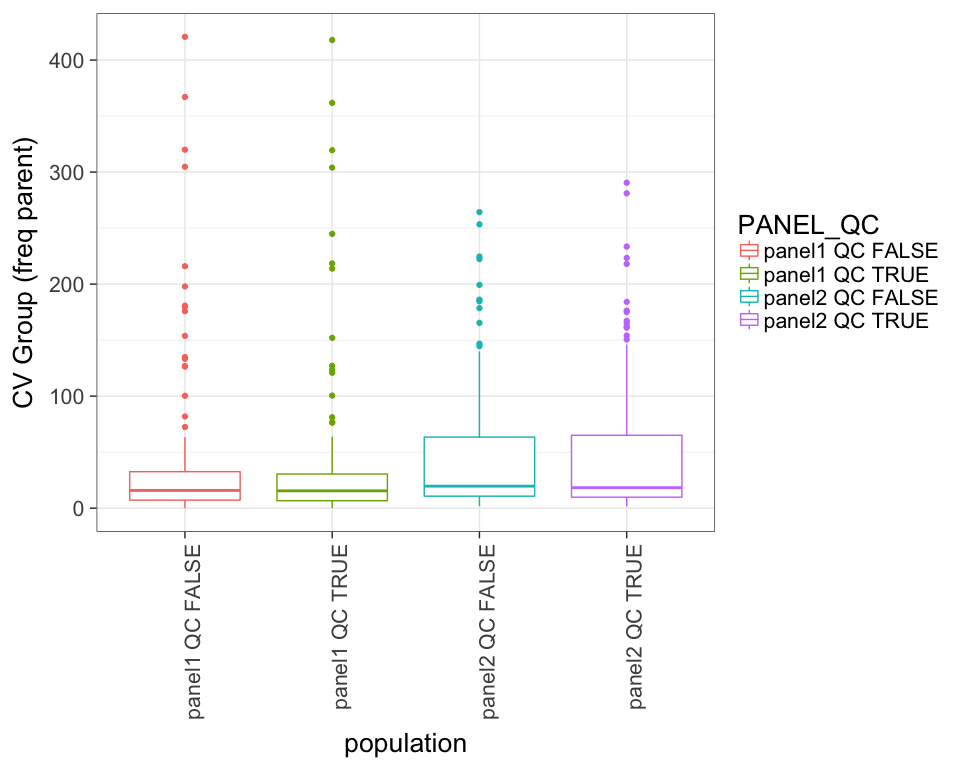 CV Group (freq parent)
400
300
200
100
0
panel1 QC FALSE
panel1 QC TRUE
panel2 QC FALSE
panel2 QC TRUE
population
PANEL_QC
panel1 QC FALSE
panel1 QC TRUE
panel2 QC FALSE
panel2 QC TRUE